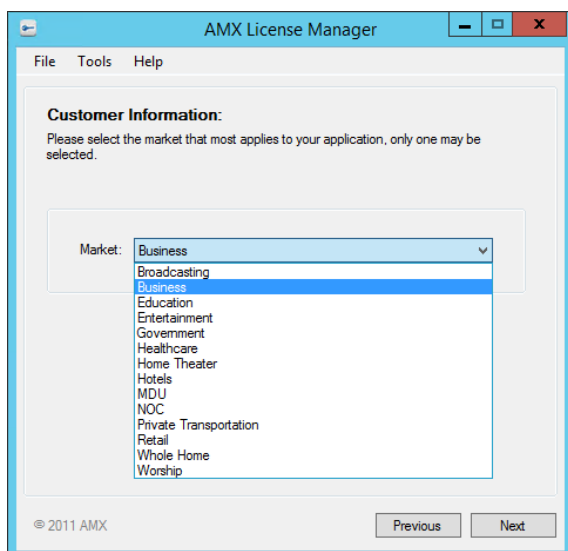 AMX License Manager
File Tools Help
Customer Information:
Please select the market that most applies to your application, only one may be
selected.
Market: Business
Broadcasting
Business
Education
Entertainment
Government
Healthcare
Home Theater
Hotels
MDU
NOC
Private Transportation
Retail
Whole Home
Worship
© 2011 AMX Previous Next